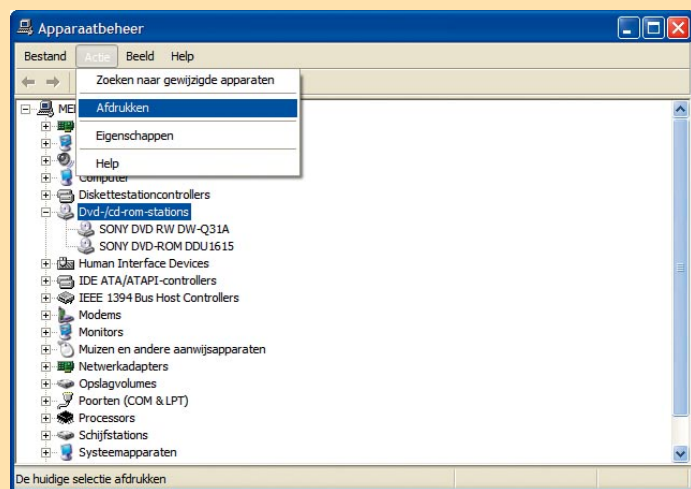 Apparaatbeheer
Bestand Actie Beeld Help
Zoeken naar gewijzigde apparaten
Afdrukken
Eigenschappen
Help
Computer
Diskettestationcontrollers
Dvd-/cd-rom-stations
SONY DVD RW DW-Q31A
SONY DVD-ROM DDU1615
Human Interface Devices
IDE ATA/ATAPI-controllers
IEEE 1394 Bus Host Controllers
Modems
Monitors
Muizen en andere aanwijsapparaten
Netwerkadapters
Opslagvolumes
Poorten (COM & LPT)
Processors
Schijfstations
Systeemapparaten
De huidige selectie afdrukken